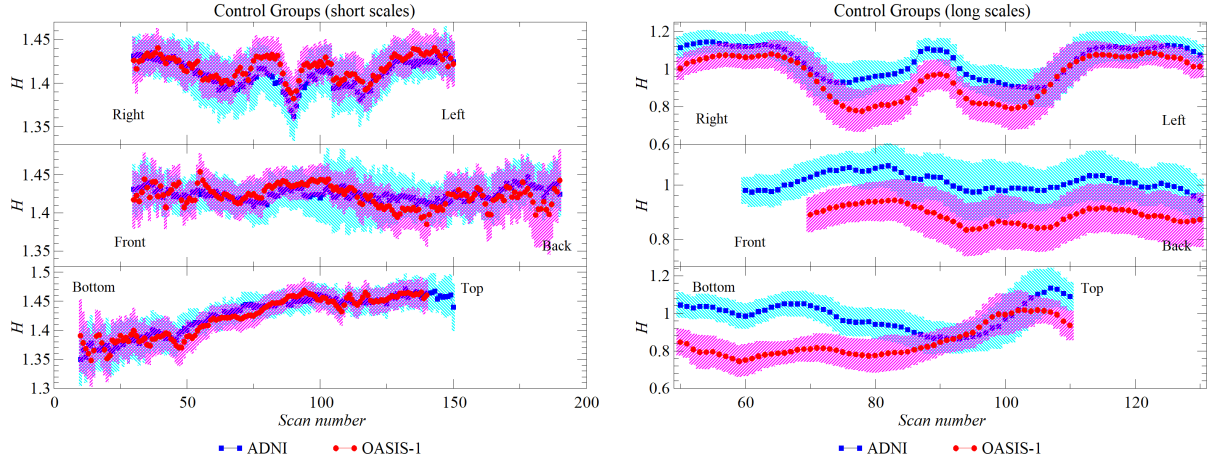 Control Groups (short scales)
1.45
H
1.4
1.35
Right
Left
1.45
H
1.4
1.35
Front
Back
1.5
1.45
H
1.4
1.35
1.3
Bottom
Top
0
50
100
150
200
Scan number
ADNI
OASIS-1
Control Groups (long scales)
1.2
H
1
0.8
0.6
Right
Left
H
1
0.8
Front
Back
1.2
H
1
0.8
0.6
Bottom
Top
60
80
100
120
Scan number
ADNI
OASIS-1